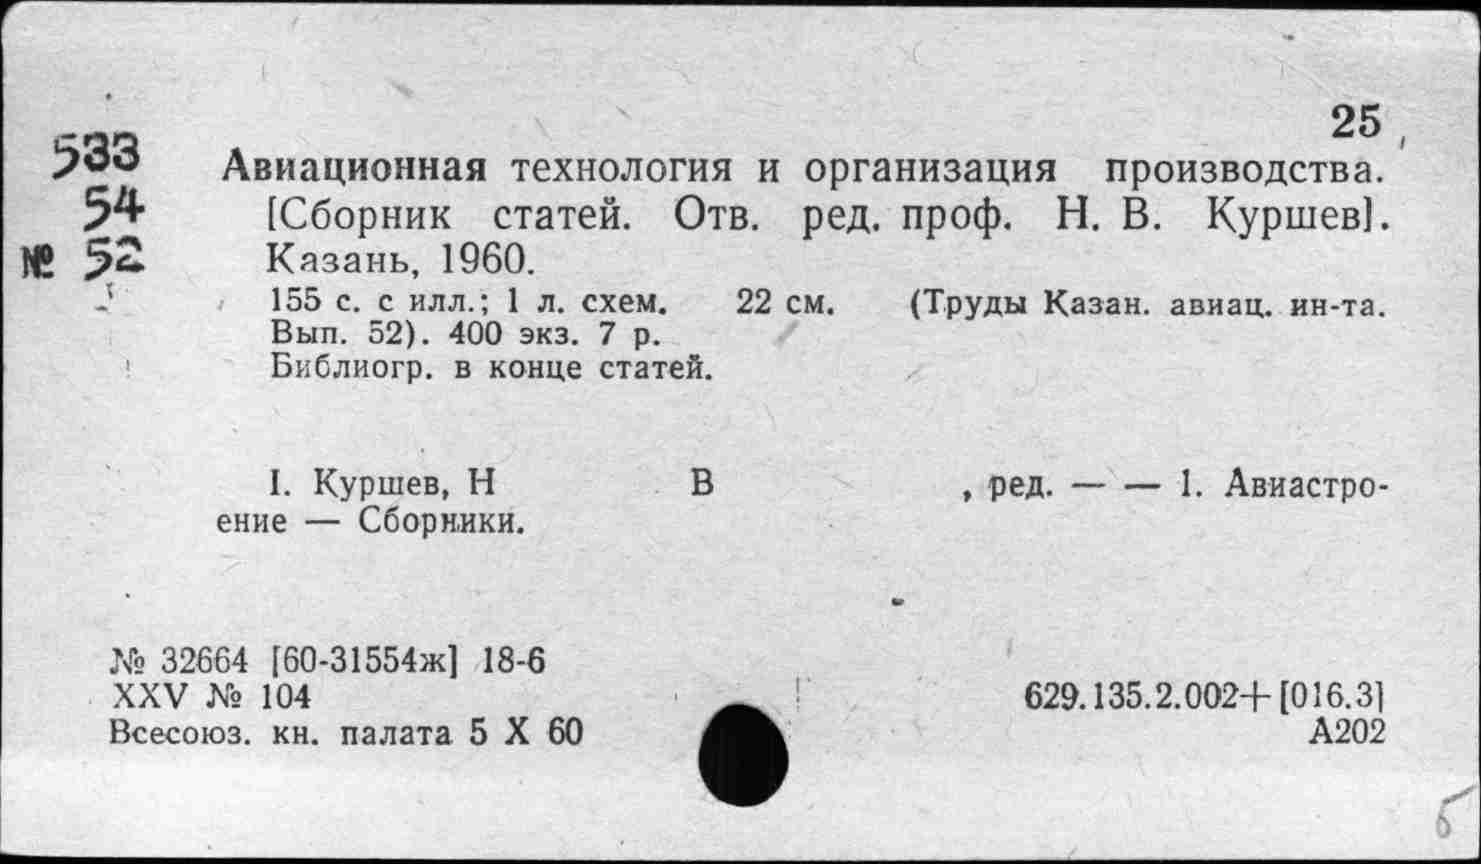 25
533
54
№ 52
Авиационная технология и организация производства.
[Сборник статей. Отв. ред. проф. Н. В. Куршев].
Казань, 1960.
155 с. с илл.; 1 л. схем. 22 см. (Труды Казан. авиац. ин-та.
Вып. 52). 400 экз. 7 р.
Библиогр. в конце статей.
I. Куршев, Н В , ред. — — 1. Авиастро-
ение — Сборники.
№ 32664 [60-31554ж] 18-6
XXV № 104
Всесоюз. кн. палата 5 X 60
629.135.2.002+[016.3]
А202